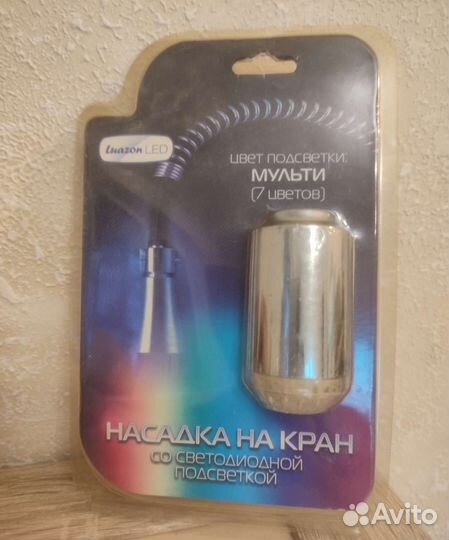 Luazon LED
ЦВЕТ ПОДСВЕТКИ:
МУЛЬТИ
(7 ЦВЕТОВ)
НАСАДКА НА КРАН
СО СВЕТОДИОДНОЙ
ПОДСВЕТКОЙ
Avito